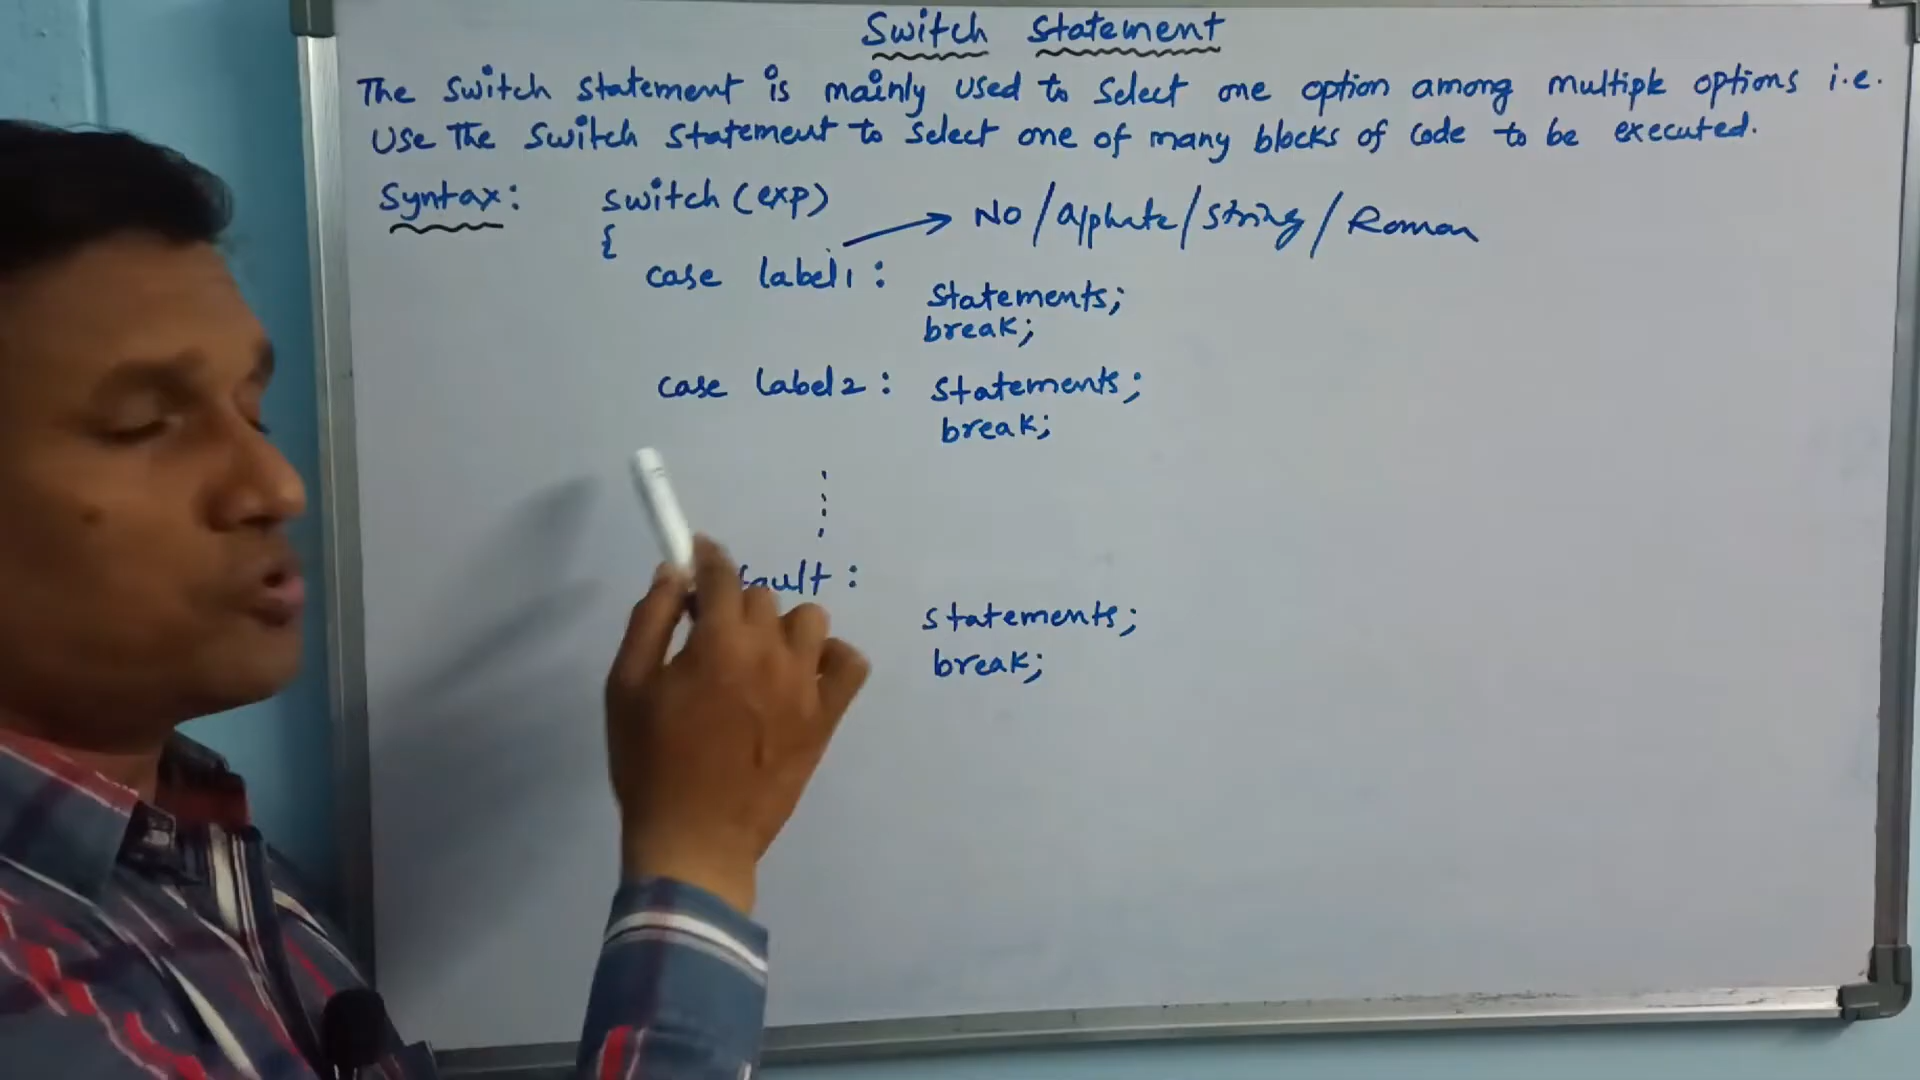 Switch Statement
The Switch Statement is mainly used to Select one option among multiple options i.e.
Use The Switch Statement to Select one of many blocks of Code to be executed.
Syntax: switch (exp)
{ → No / / String / Roman
case label1 :
Statements;
break;
case label2 : Statements;
break;
fault :
statements;
break;